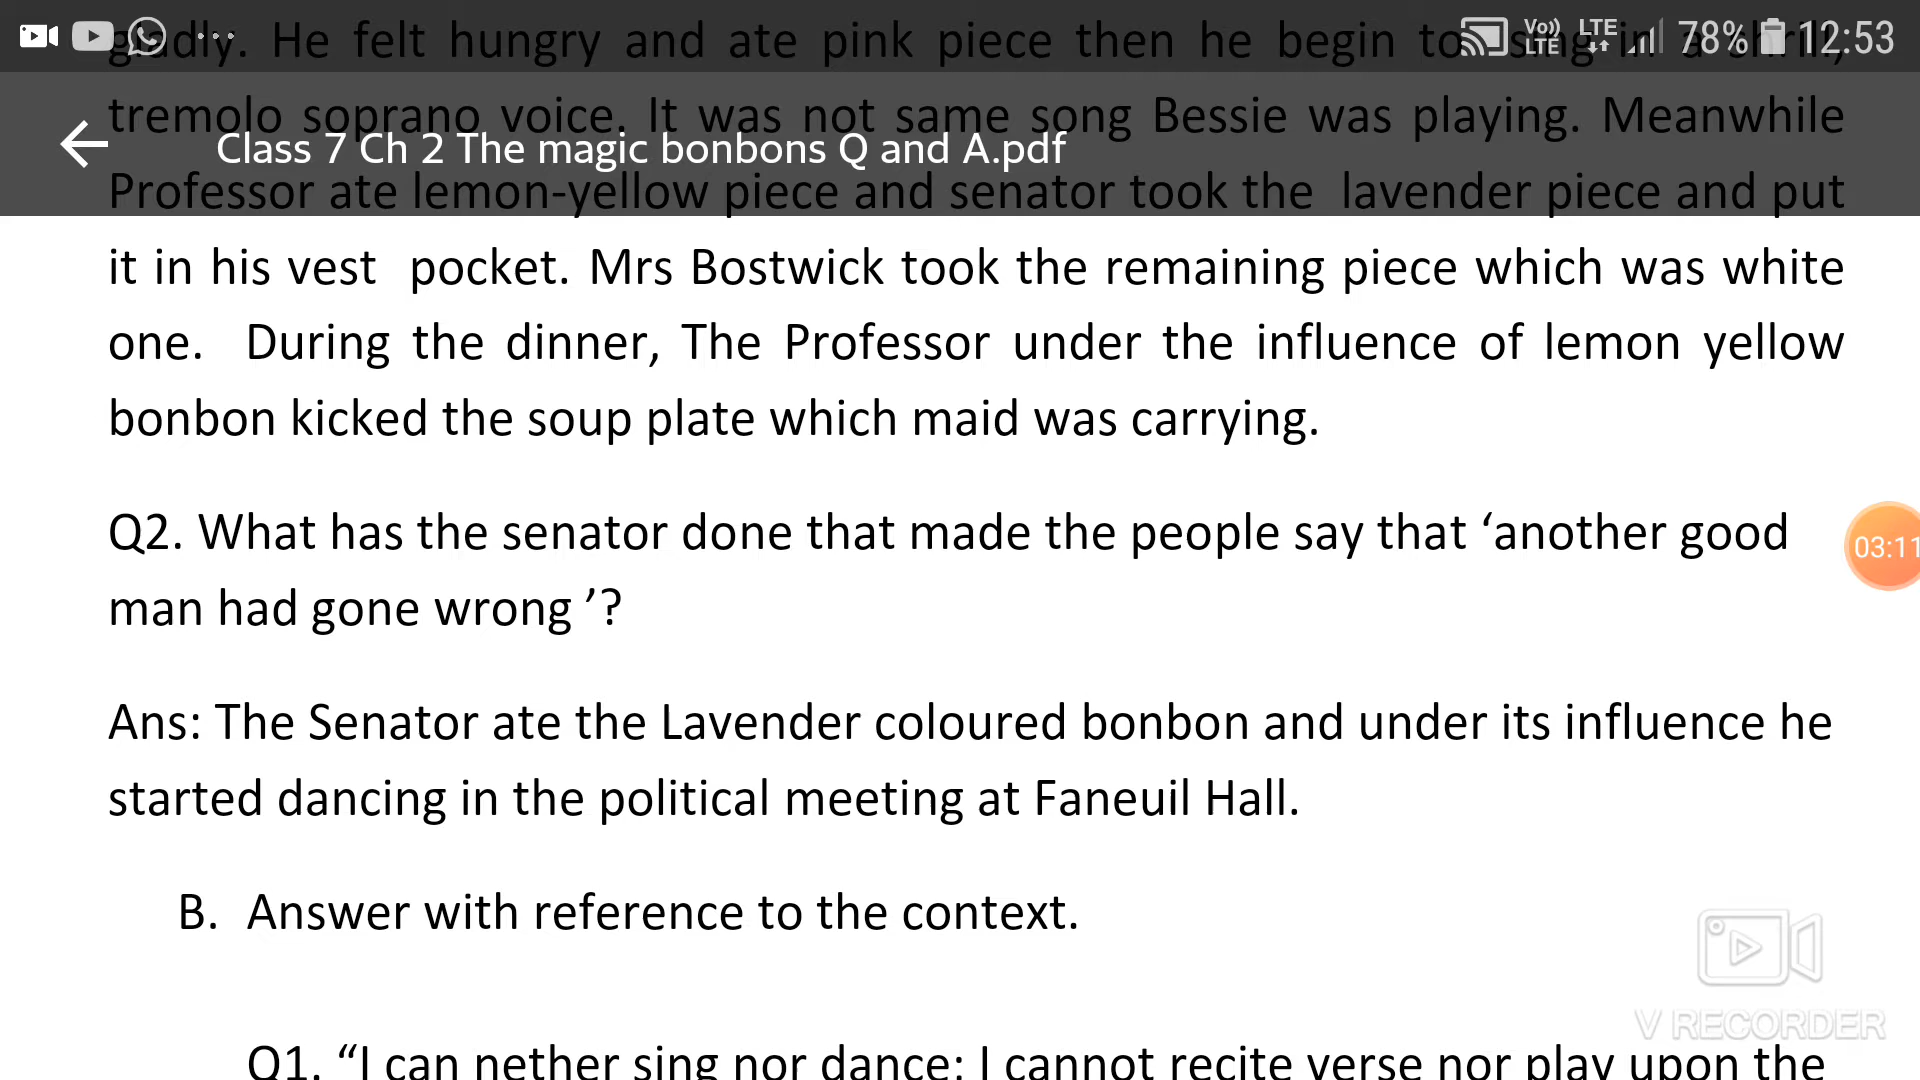 giddly. He felt hungry and ate pink piece then he begin to sing in a shrill,
Vo)) LTE LTE 78% 12:53
tremolo soprano voice. It was not same song Bessie was playing. Meanwhile
Class 7 Ch 2 The magic bonbons Q and A.pdf
Professor ate lemon-yellow piece and senator took the lavender piece and put
it in his vest pocket. Mrs Bostwick took the remaining piece which was white
one. During the dinner, The Professor under the influence of lemon yellow
bonbon kicked the soup plate which maid was carrying.
Q2. What has the senator done that made the people say that ‘another good
man had gone wrong ’?
03:11
Ans: The Senator ate the Lavender coloured bonbon and under its influence he
started dancing in the political meeting at Faneuil Hall.
B. Answer with reference to the context.
V RECORDER
Q1. “I can nether sing nor dance; I cannot recite verse nor play upon the